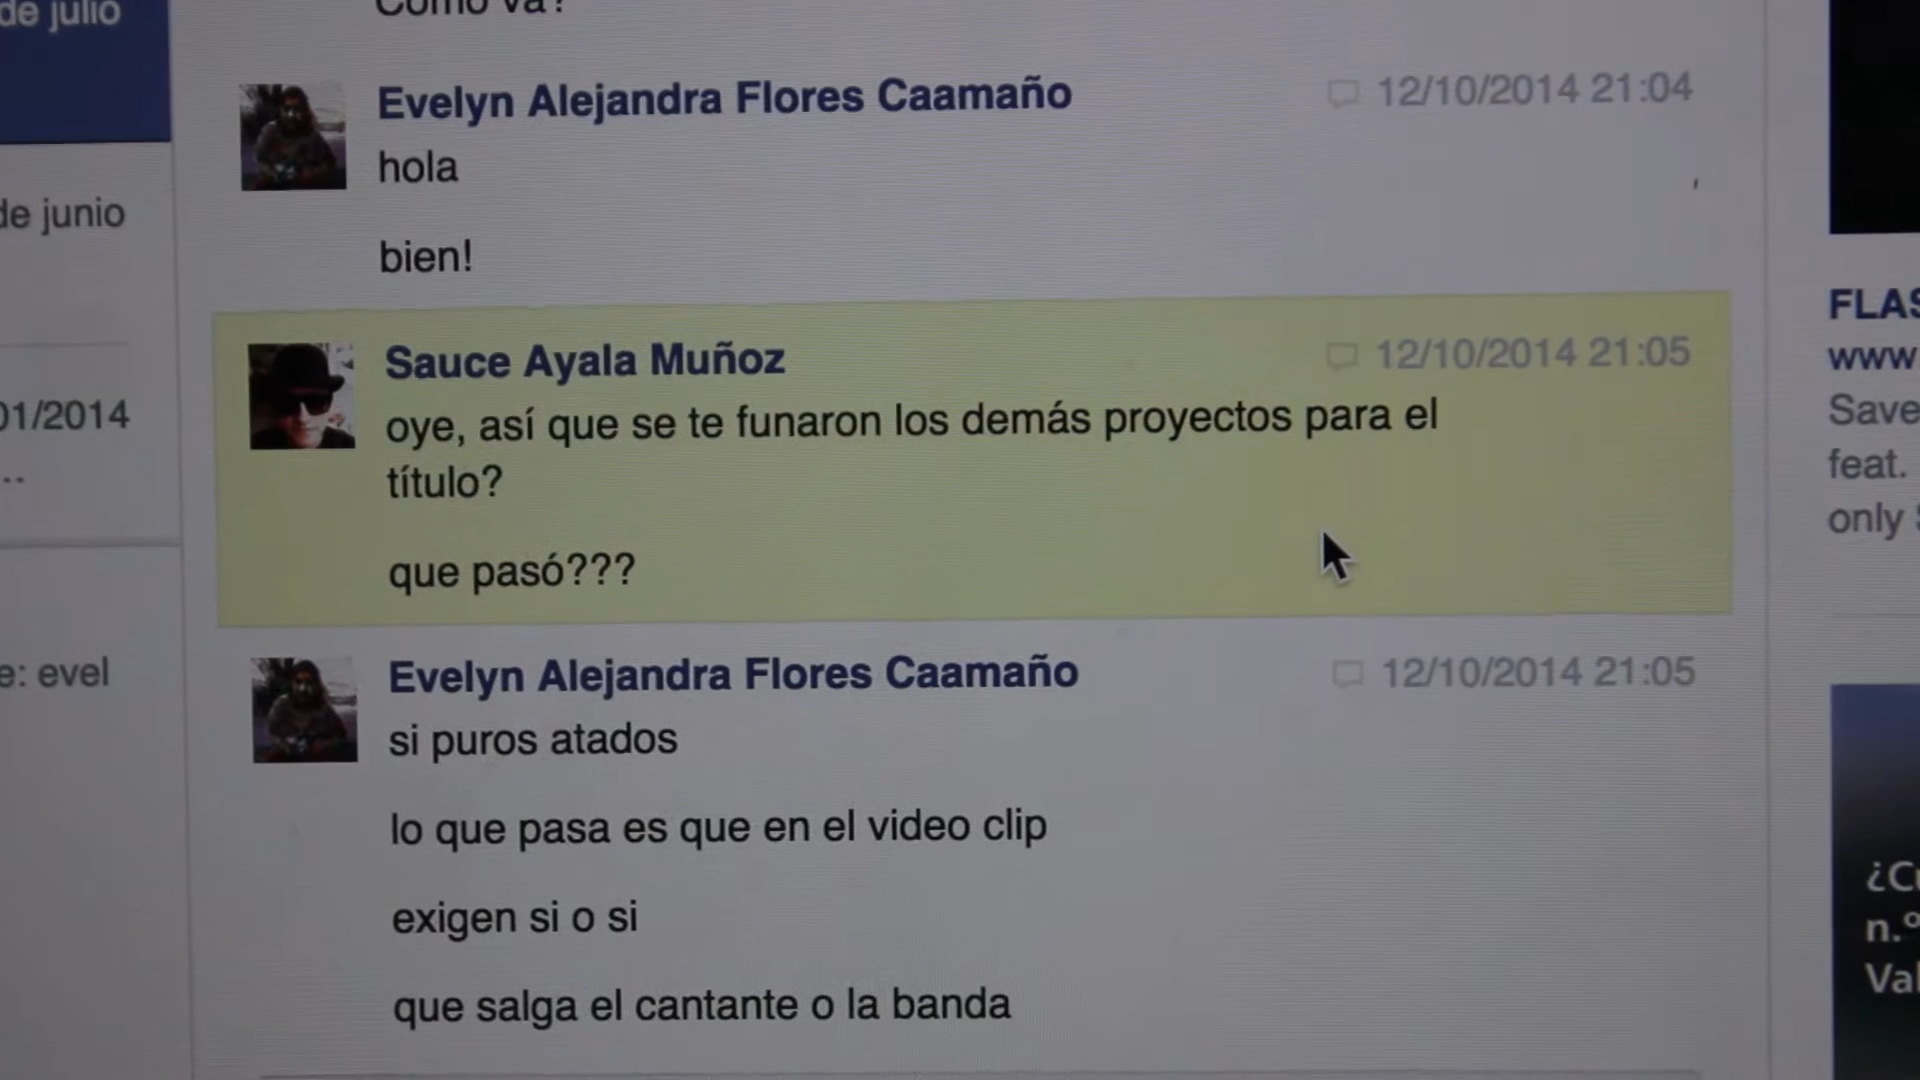 de julio
de junio
01/2014
...
e: evel
Como va?
Evelyn Alejandra Flores Caamaño
12/10/2014 21:04
hola
bien!
Sauce Ayala Muñoz
12/10/2014 21:05
oye, así que se te funaron los demás proyectos para el
título?
que pasó???
Evelyn Alejandra Flores Caamaño
12/10/2014 21:05
si puros atados
lo que pasa es que en el video clip
exigen si o si
que salga el cantante o la banda
FLAS
www
Save
feat.
only
n.º
Val